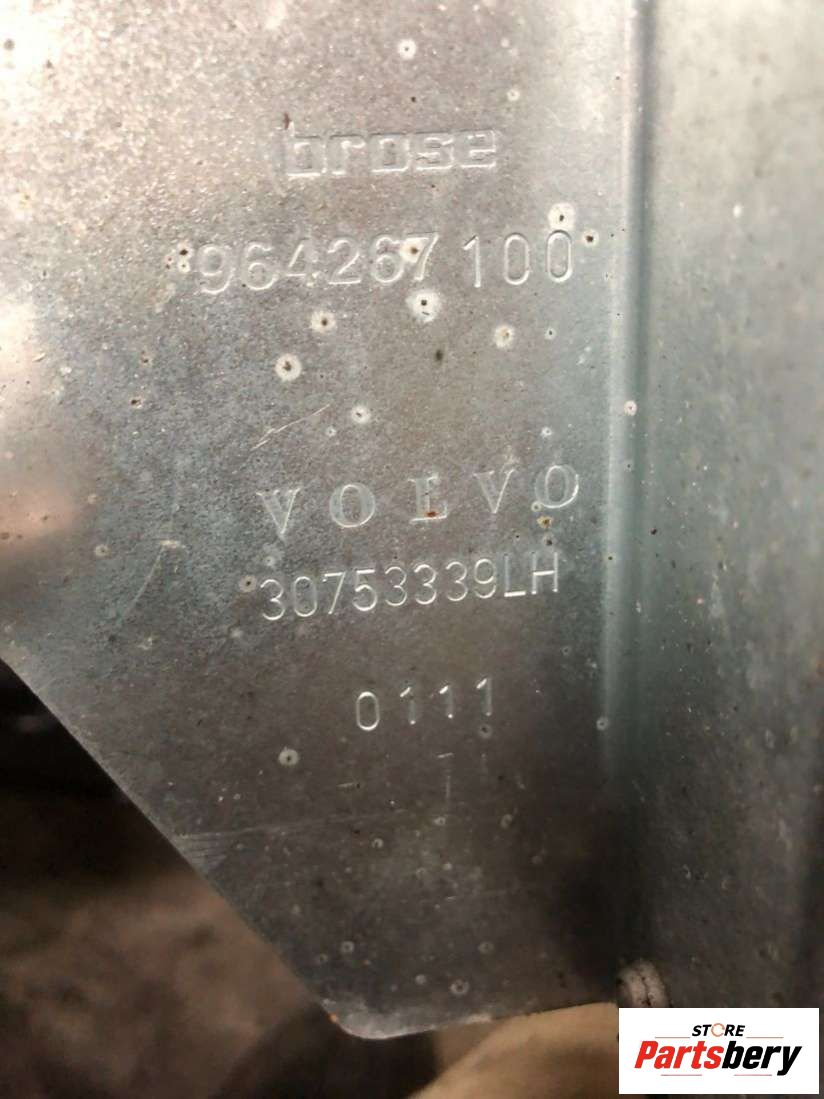 brose
964267 100
VOLVO
30753339LH
0111
STORE
Partsbery